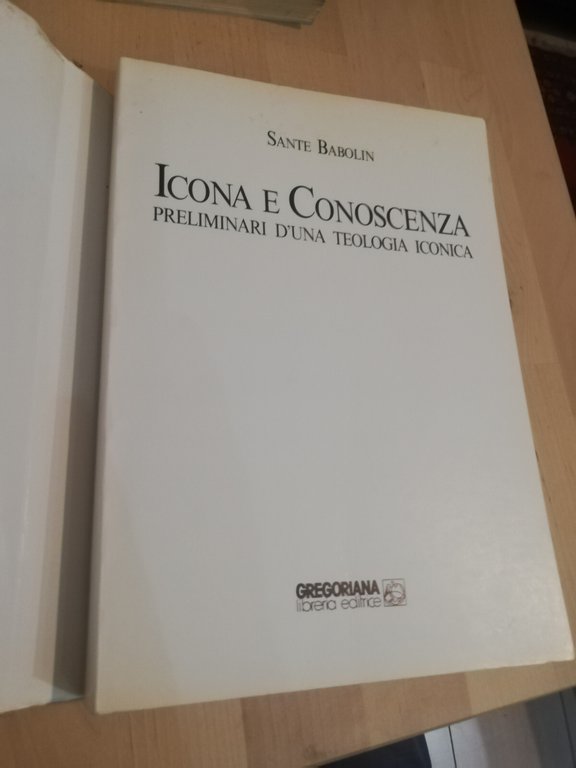 SANTE BABOLIN
ICONA E CONOSCENZA
PRELIMINARI D'UNA TEOLOGIA ICONICA
GREGORIANA
libreria editrice